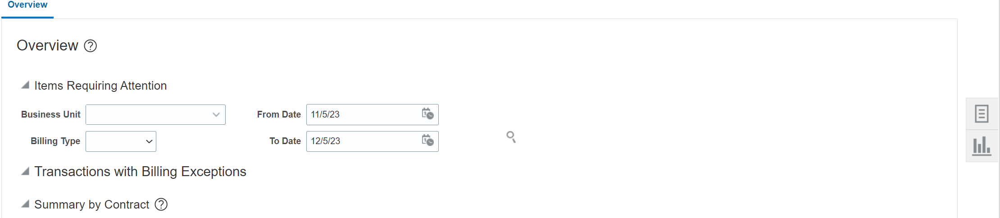 Overview
Overview
Items Requiring Attention
Business Unit From Date 11/5/23
Billing Type To Date 12/5/23
Transactions with Billing Exceptions
Summary by Contract